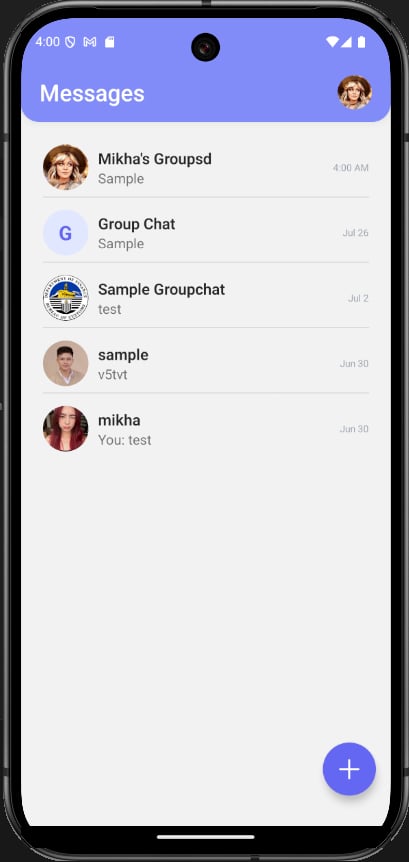 4:00
Messages
Mikha's Groupsd
4:00 AM
Sample
G
Group Chat
Jul 26
Sample
Sample Groupchat
Jul 2
test
sample
Jun 30
v5tvt
mikha
Jun 30
You: test